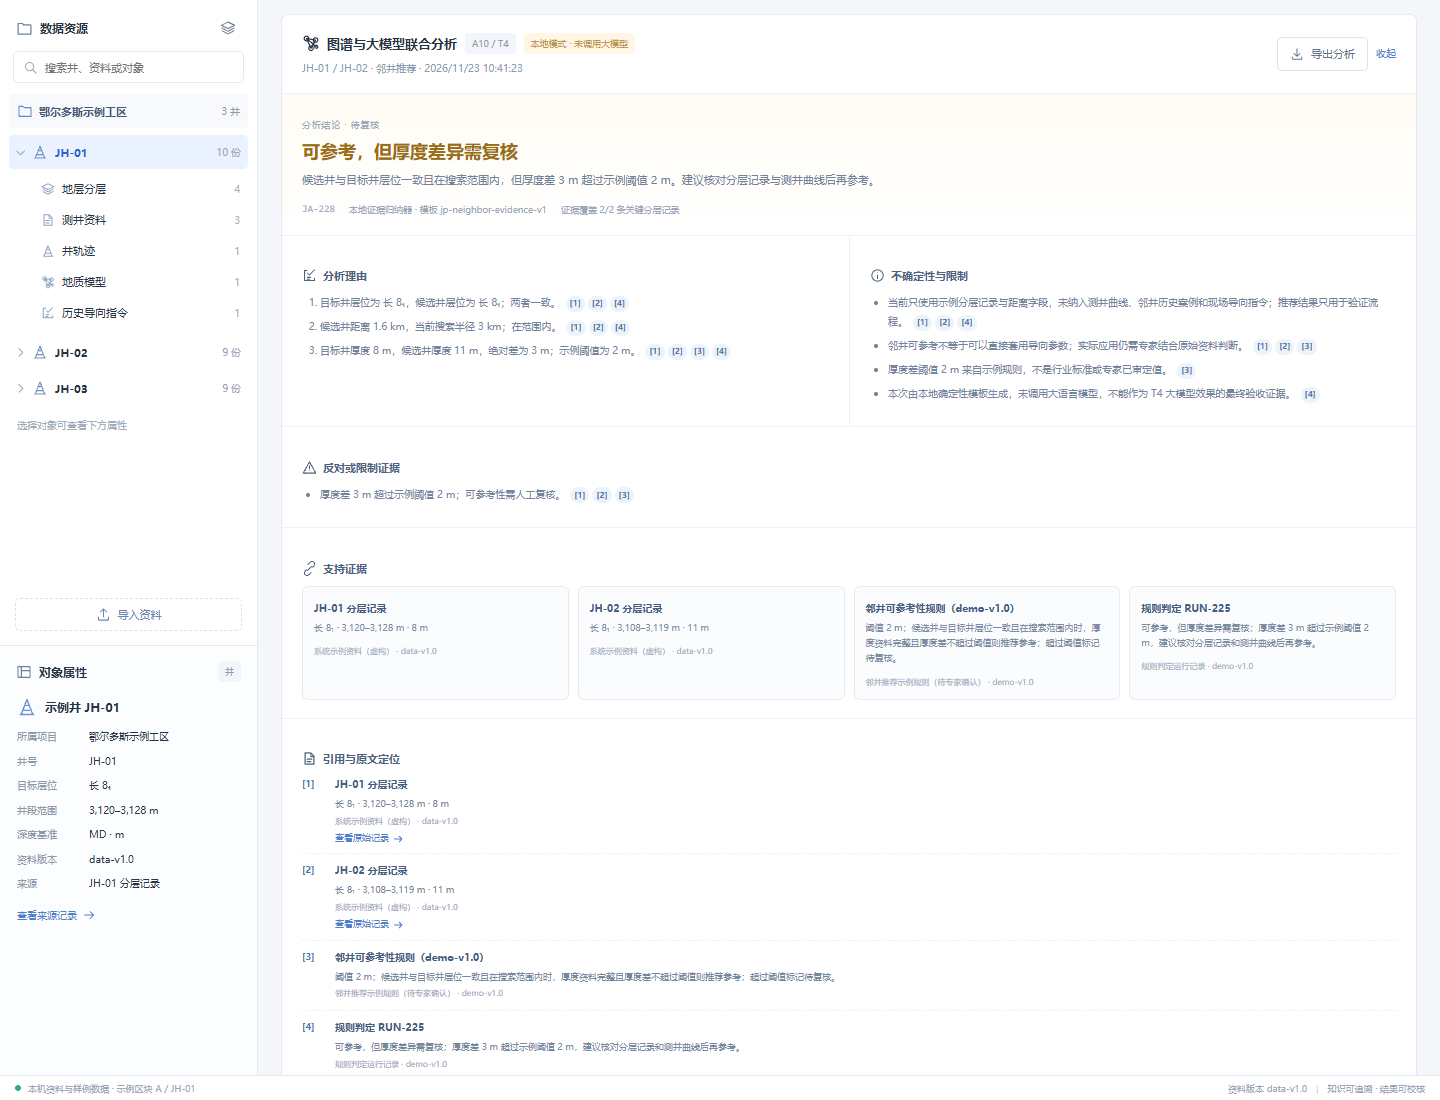 数据资源
搜索井、资料或对象
鄂尔多斯示例工区 3 井
JH-01 10 份
地层分层 4
测井资料 3
井轨迹 1
地质模型 1
历史导向指令 1
JH-02 9 份
JH-03 9 份
选择对象可查看下方属性
导入资料
对象属性 井
示例井 JH-01
所属项目 鄂尔多斯示例工区
井号 JH-01
目标层位 长 8₁
井段范围 3,120–3,128 m
深度基准 MD · m
资料版本 data-v1.0
来源 JH-01 分层记录
查看来源记录 →
图谱与大模型联合分析 A10 / T4 本地模式 · 未调用大模型
JH-01 / JH-02 · 邻井推荐 · 2026/11/23 10:41:23
导出分析 收起
分析结论 · 待复核
可参考，但厚度差异需复核
候选井与目标井层位一致且在搜索范围内，但厚度差 3 m 超过示例阈值 2 m。建议核对分层记录与测井曲线后再参考。
JA-228 本地证据归纳器 · 模板 jp-neighbor-evidence-v1 证据覆盖 2/2 条关键分层记录
分析理由
1. 目标井层位为 长 8₁，候选井层位为 长 8₁；两者一致。 [1] [2] [4]
2. 候选井距离 1.6 km，当前搜索半径 3 km；在范围内。 [1] [2] [4]
3. 目标井厚度 8 m，候选井厚度 11 m，绝对差为 3 m；示例阈值为 2 m。 [1] [2] [3] [4]
不确定性与限制
• 当前只使用示例分层记录与距离字段，未纳入测井曲线、邻井历史案例和现场导向指令；推荐结果只用于验证流
程。 [1] [2] [4]
• 邻井可参考不等于可以直接套用导向参数；实际应用仍需专家结合原始资料判断。 [1] [2] [3]
• 厚度差阈值 2 m 来自示例规则，不是行业标准或专家已审定值。 [3]
• 本次由本地确定性模板生成，未调用大语言模型，不能作为 T4 大模型效果的最终验收证据。 [4]
反对或限制证据
• 厚度差 3 m 超过示例阈值 2 m；可参考性需人工复核。 [1] [2] [3]
支持证据
JH-01 分层记录
长 8₁ · 3,120–3,128 m · 8 m
系统示例资料（虚构） · data-v1.0
JH-02 分层记录
长 8₁ · 3,108–3,119 m · 11 m
系统示例资料（虚构） · data-v1.0
邻井可参考性规则（demo-v1.0）
阈值 2 m；候选井与目标井层位一致且在搜索范围内时，厚
度资料完整且厚度差不超过阈值则推荐参考；超过阈值标记
待复核。
邻井推荐示例规则（待专家确认） · demo-v1.0
规则判定 RUN-225
可参考，但厚度差异需复核；厚度差 3 m 超过示例阈值 2
m，建议核对分层记录和测井曲线后再参考。
规则判定运行记录 · demo-v1.0
引用与原文定位
[1] JH-01 分层记录
长 8₁ · 3,120–3,128 m · 8 m
系统示例资料（虚构） · data-v1.0
查看原始记录 →
[2] JH-02 分层记录
长 8₁ · 3,108–3,119 m · 11 m
系统示例资料（虚构） · data-v1.0
查看原始记录 →
[3] 邻井可参考性规则（demo-v1.0）
阈值 2 m；候选井与目标井层位一致且在搜索范围内时，厚度资料完整且厚度差不超过阈值则推荐参考；超过阈值标记待复核。
邻井推荐示例规则（待专家确认） · demo-v1.0
[4] 规则判定 RUN-225
可参考，但厚度差异需复核；厚度差 3 m 超过示例阈值 2 m，建议核对分层记录和测井曲线后再参考。
规则判定运行记录 · demo-v1.0
本机资料与样例数据 · 示例区块 A / JH-01
资料版本 data-v1.0 | 知识可追溯 · 结果可校核